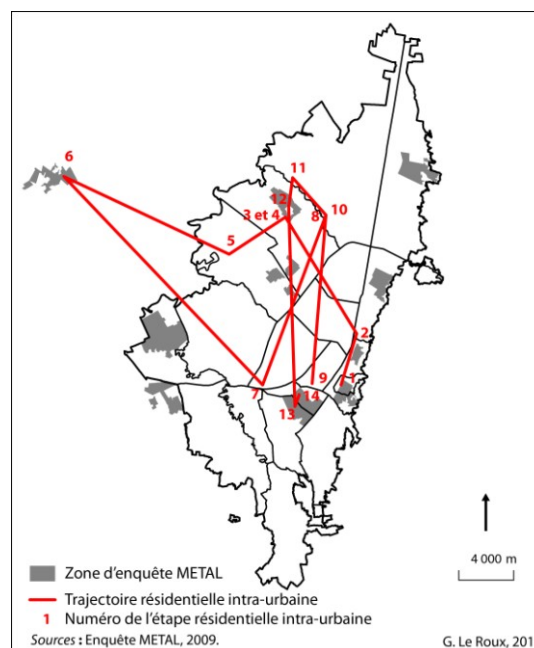 6
11
12
3 et 4
8
10
5
2
7
9
1
14
13
4 000 m
Zone d'enquête METAL
Trajectoire résidentielle intra-urbaine
1 Numéro de l'étape résidentielle intra-urbaine
Sources : Enquête METAL, 2009.
G. Le Roux, 201